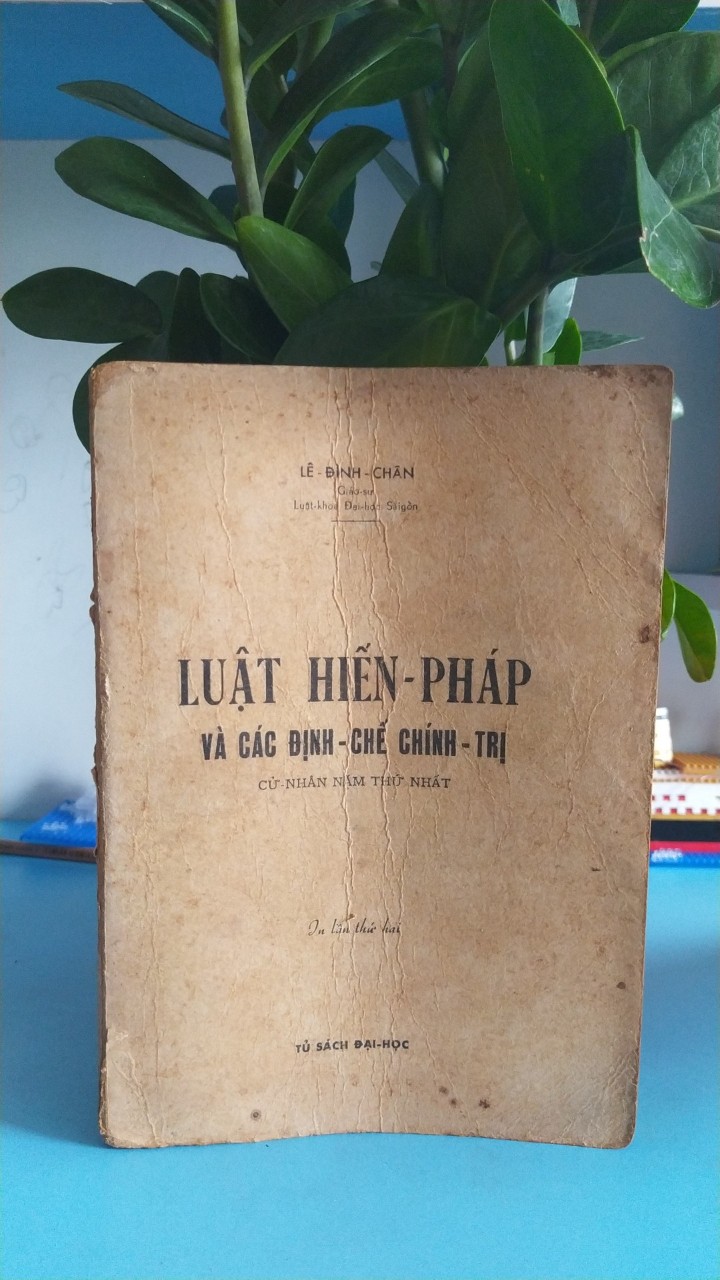 LÊ-ĐÌNH-CHÂN
Giáo-sư
Luật-khoa Đại-học Sàigòn
LUẬT HIẾN-PHÁP
VÀ CÁC ĐỊNH-CHẾ CHÍNH-TRỊ
CỬ-NHÂN NĂM THỨ NHẤT
In lần thứ hai
TỦ SÁCH ĐẠI-HỌC